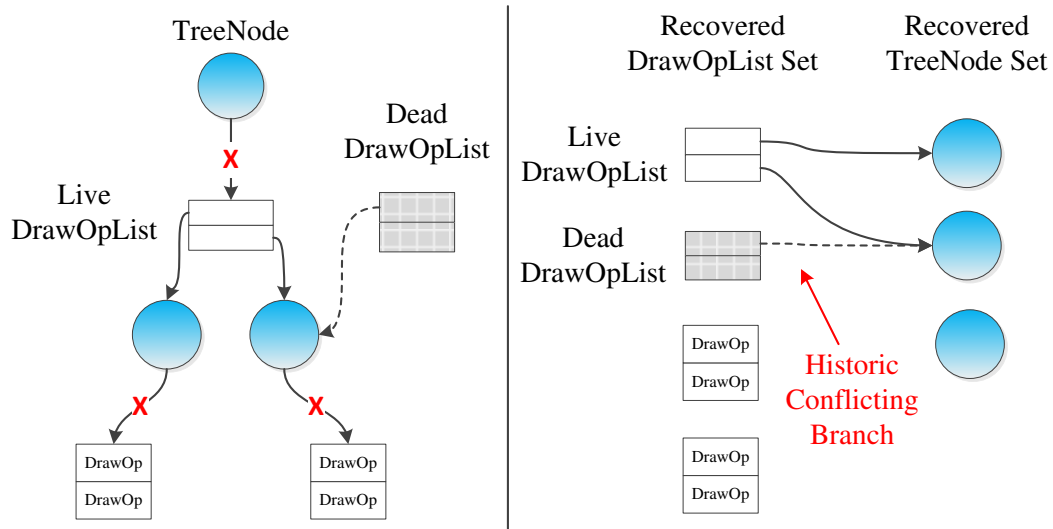 TreeNode
Dead
DrawOpList
X
Live
DrawOpList
X
X
DrawOp
DrawOp
DrawOp
DrawOp
Recovered
DrawOpList Set
Recovered
TreeNode Set
Live
DrawOpList
Dead
DrawOpList
DrawOp
DrawOp
Historic
Conflicting
Branch
DrawOp
DrawOp